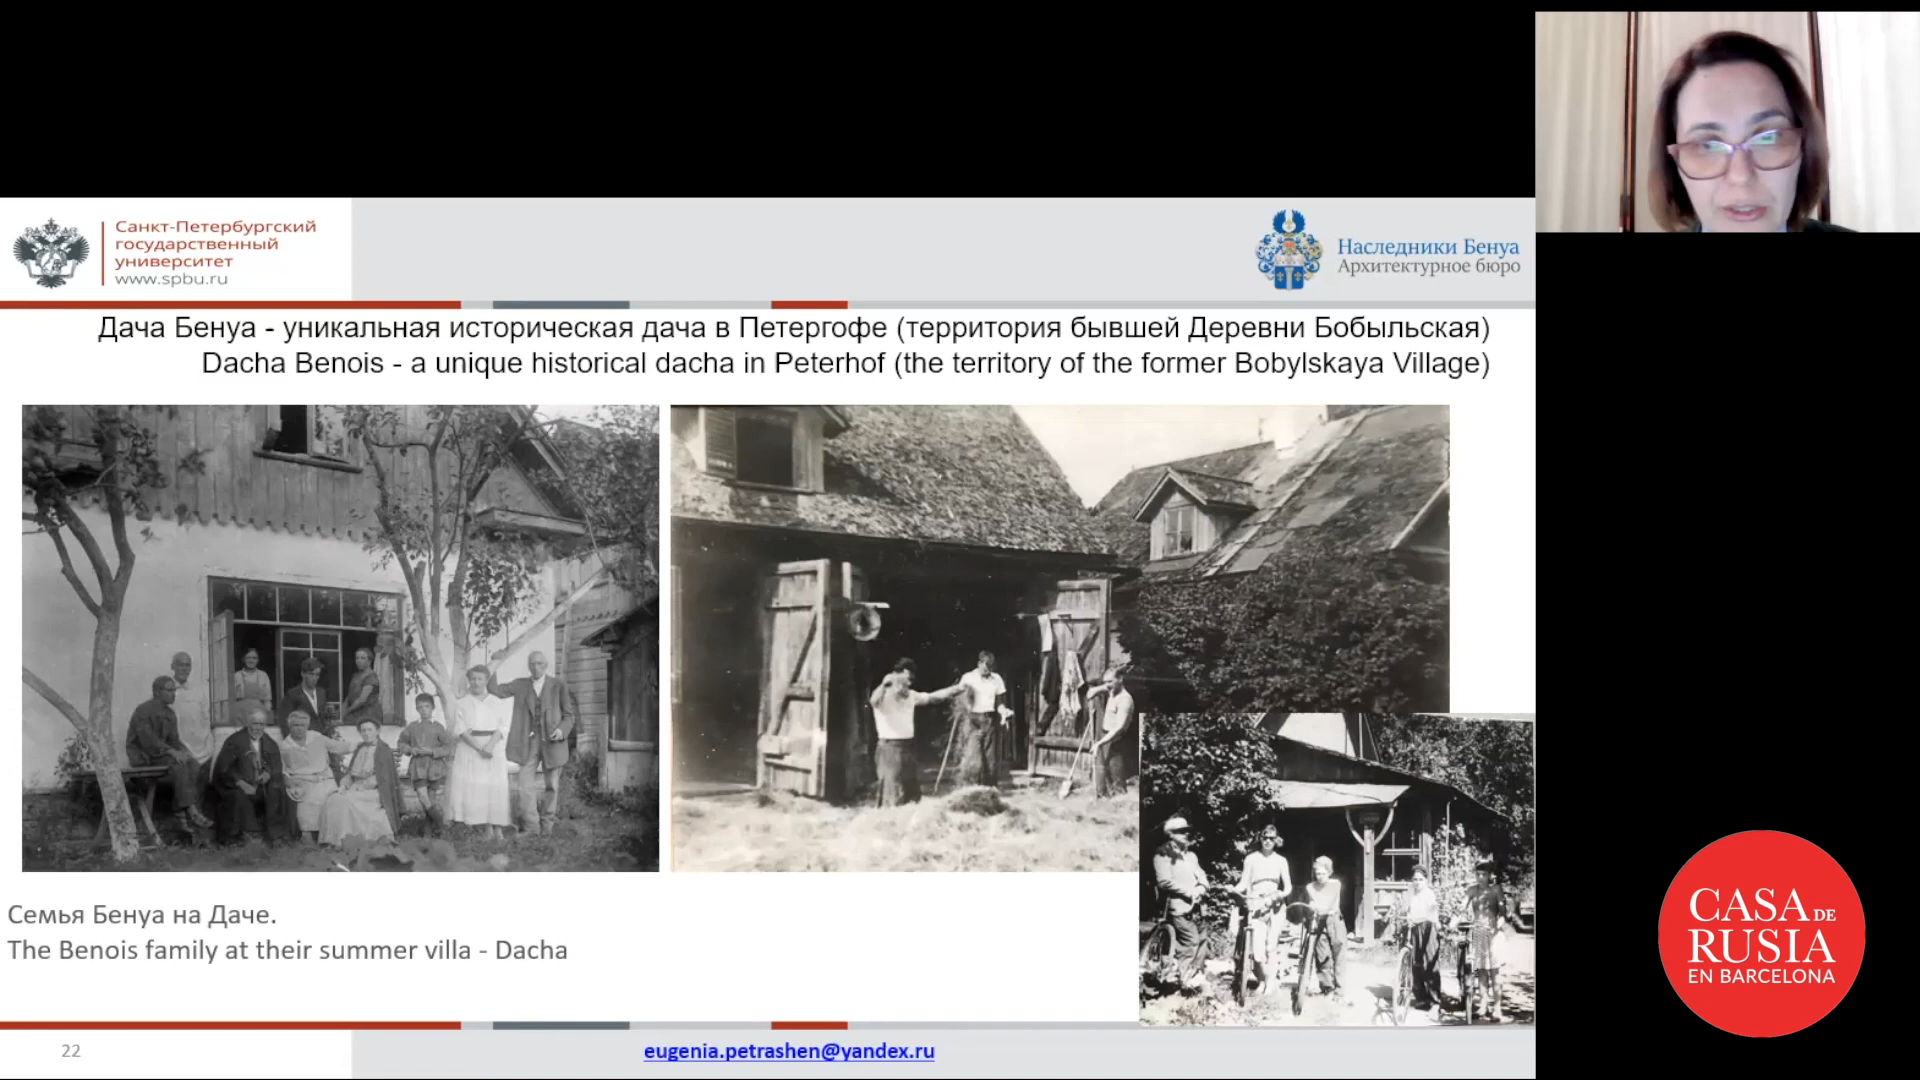 Санкт-Петербургский
государственный
университет
www.spbu.ru
Наследники Бенуа
Архитектурное бюро
Дача Бенуа - уникальная историческая дача в Петергофе (территория бывшей Деревни Бобыльская)
Dacha Benois - a unique historical dacha in Peterhof (the territory of the former Bobylskaya Village)
Семья Бенуа на Даче.
The Benois family at their summer villa - Dacha
22
eugenia.petrashen@yandex.ru
CASA DE
RUSIA
EN BARCELONA